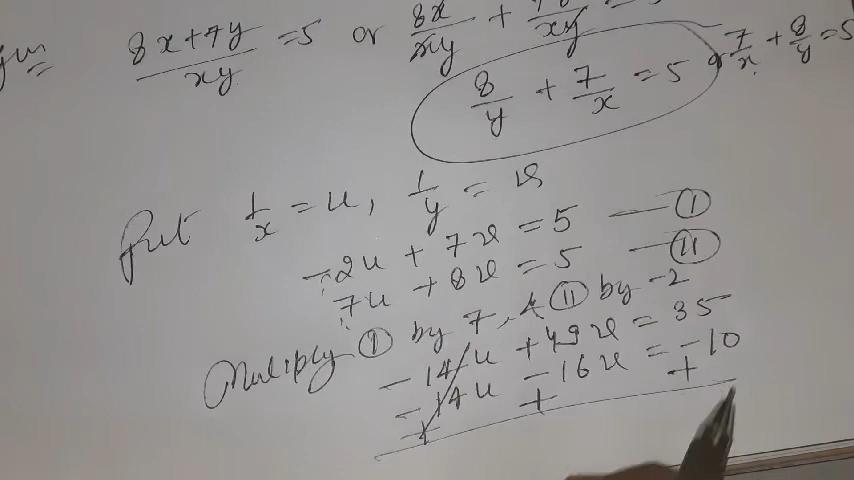 8x+7y/xy = 5 or 8x/xy + 7y/xy
8/y + 7/x = 5 or 7/x + 8/y = 5
Put 1/x = u, 1/y = v
-2u + 7v = 5 — (I)
7u + 8v = 5 — (II)
Multiply (I) by 7, & (II) by -2
-14u + 49v = 35
-14u - 16v = -10
+ + +